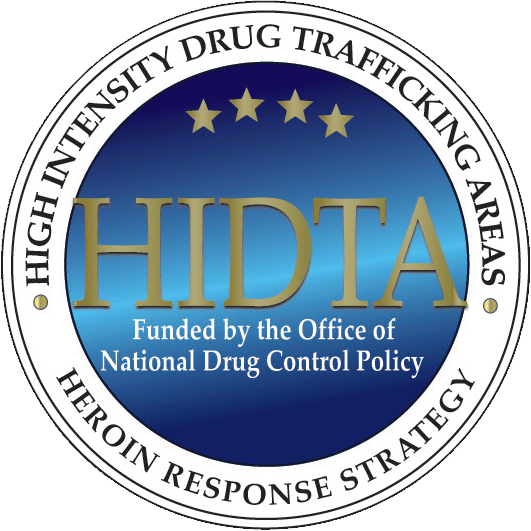 HIGH INTENSITY DRUG TRAFFICKING AREAS
HIDTA
Funded by the Office of
National Drug Control Policy
HEROIN RESPONSE STRATEGY